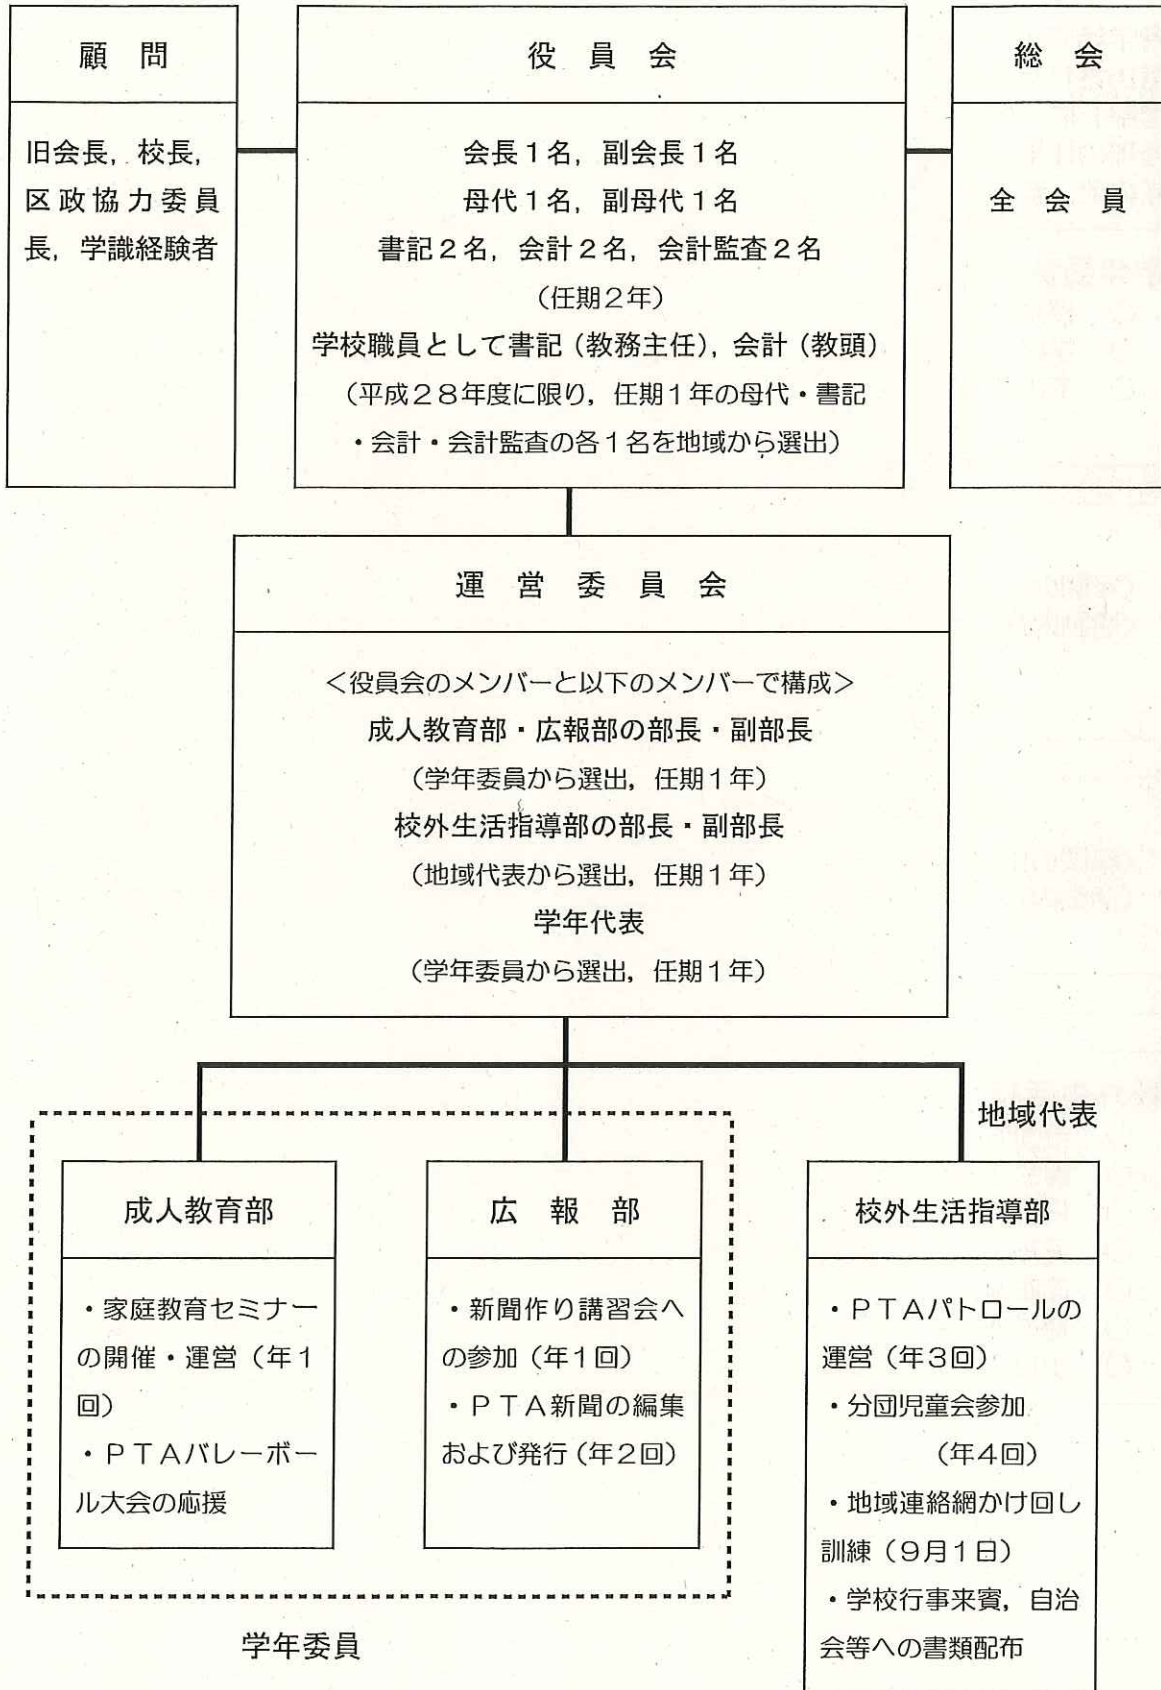 顧　問
旧会長，校長，
区政協力委員
長，学識経験者
役　員　会
会長１名，副会長１名
母代１名，副母代１名
書記２名，会計２名，会計監査２名
（任期２年）
学校職員として書記（教務主任），会計（教頭）
（平成２８年度に限り，任期１年の母代・書記
・会計・会計監査の各１名を地域から選出）
総　会
全　会　員
運　営　委　員　会
＜役員会のメンバーと以下のメンバーで構成＞
成人教育部・広報部の部長・副部長
（学年委員から選出，任期１年）
校外生活指導部の部長・副部長
（地域代表から選出，任期１年）
学年代表
（学年委員から選出，任期１年）
成人教育部
・家庭教育セミナー
の開催・運営（年１
回）
・ＰＴＡバレーボー
ル大会の応援
広　報　部
・新聞作り講習会へ
の参加（年１回）
・ＰＴＡ新聞の編集
および発行（年２回）
学年委員
地域代表
校外生活指導部
・ＰＴＡパトロールの
運営（年３回）
・分団児童会参加
（年４回）
・地域連絡網かけ回し
訓練（９月１日）
・学校行事来賓，自治
会等への書類配布